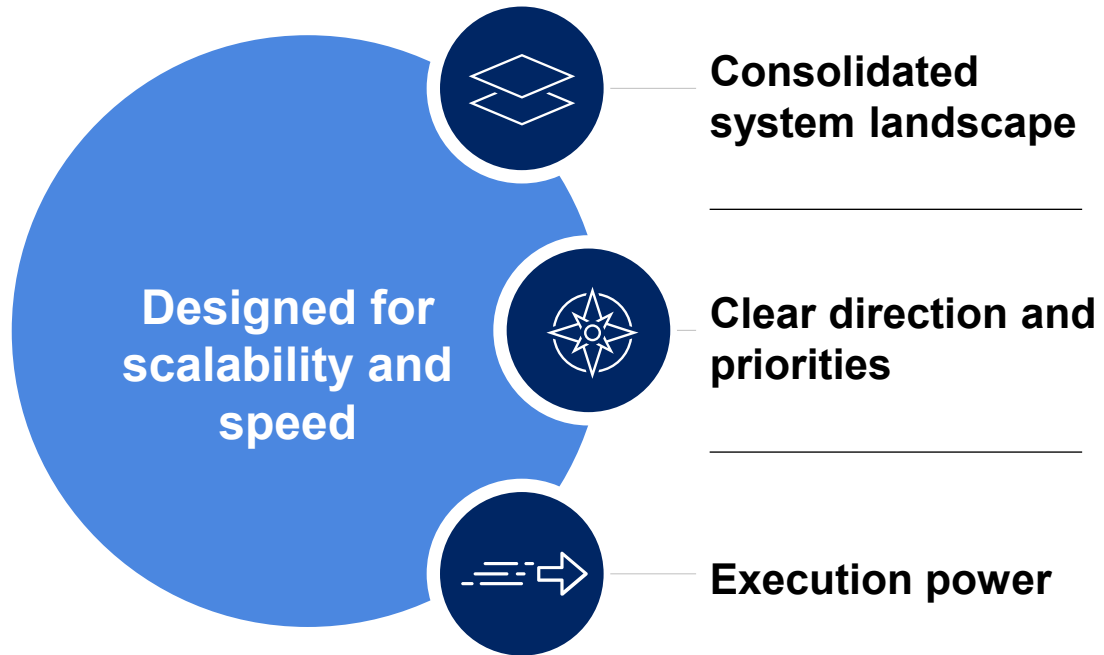 Consolidated
system landscape
Designed for
scalability and
speed
Clear direction and
priorities
Execution power